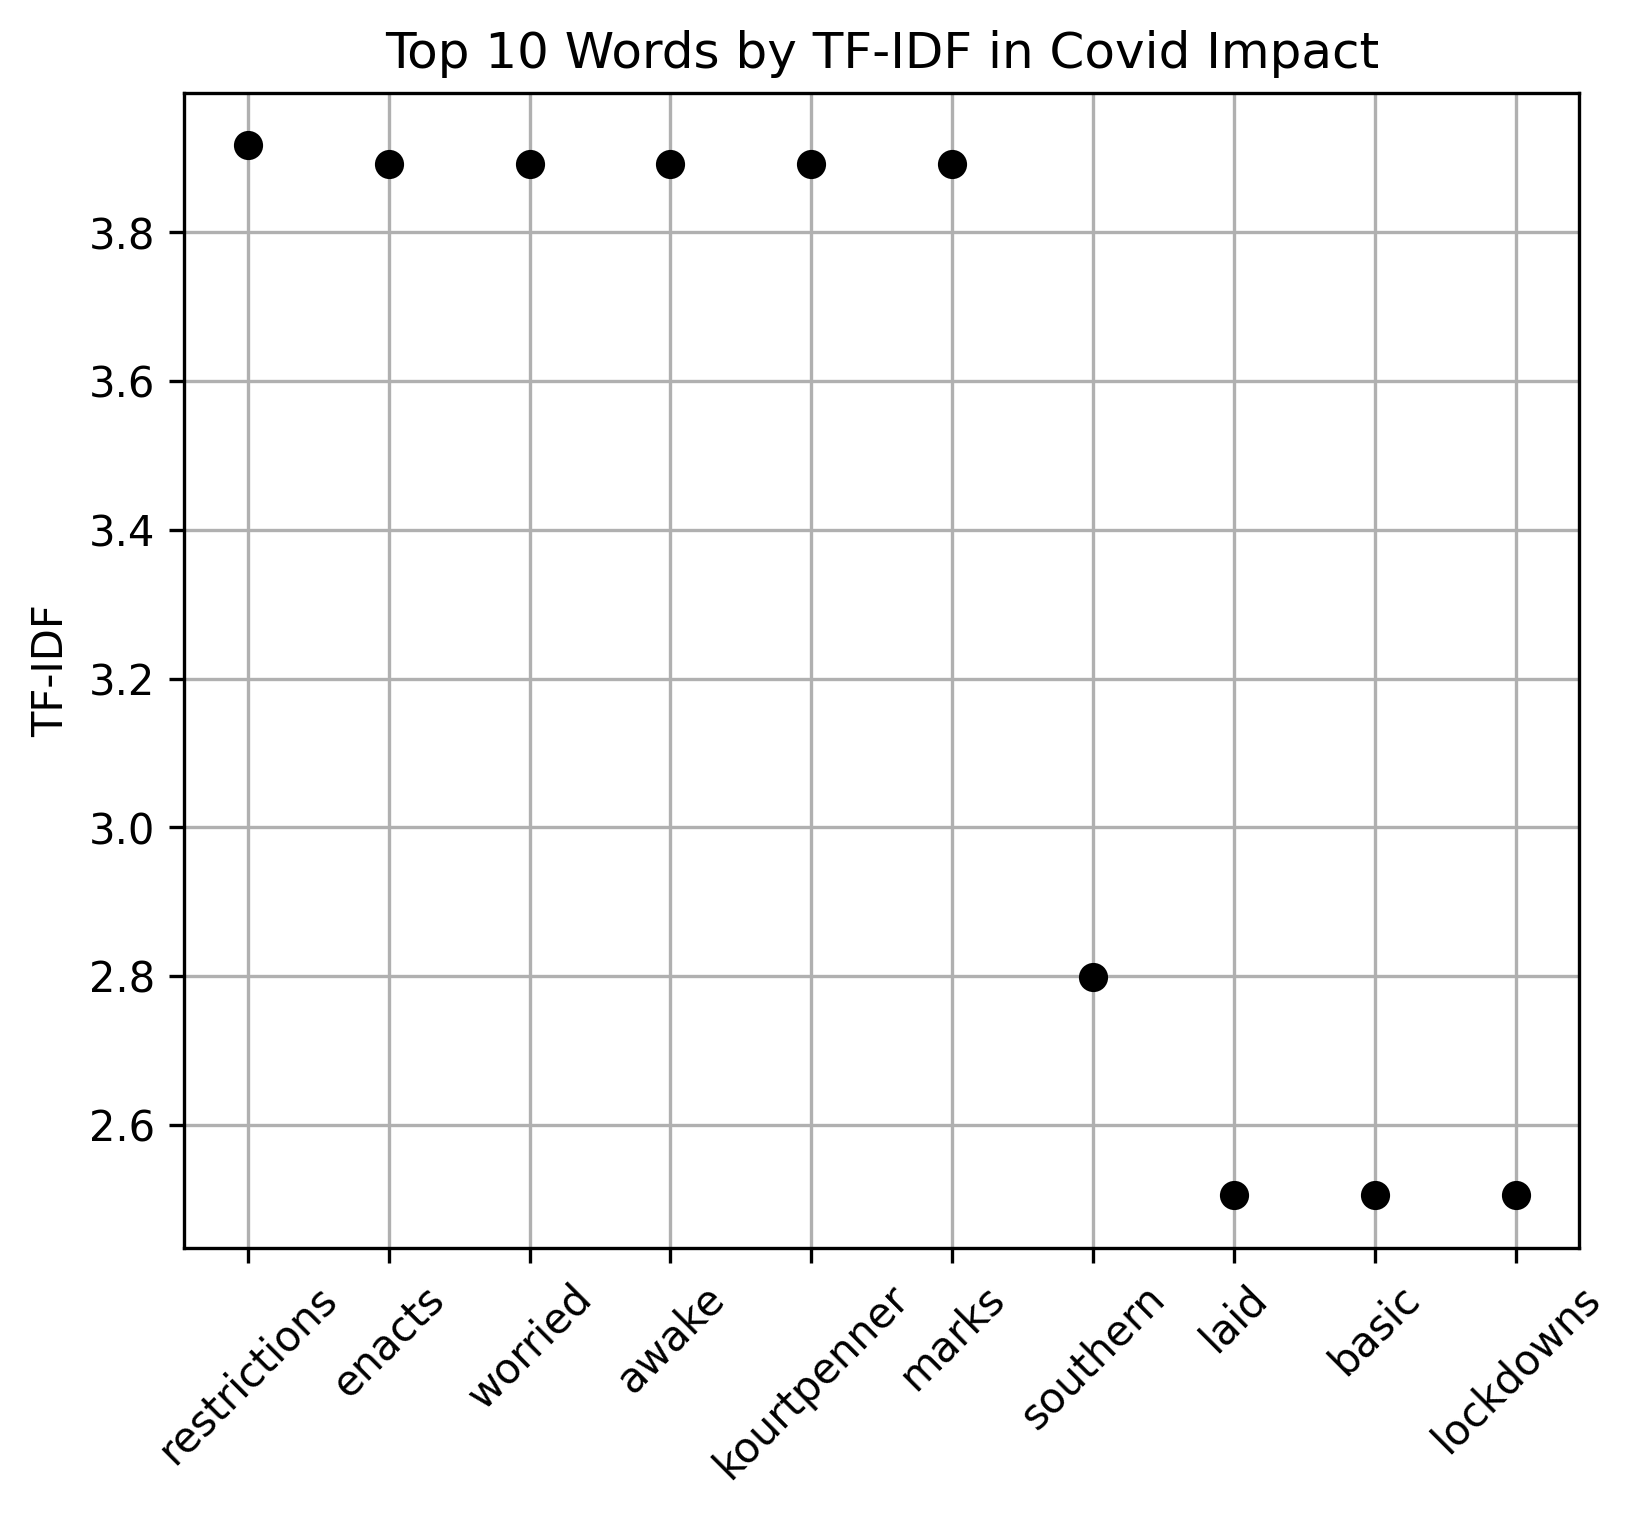 Top 10 Words by TF-IDF in Covid Impact
TF-IDF
3.8
3.6
3.4
3.2
3.0
2.8
2.6
restrictions
enacts
worried
awake
kourtpenner
marks
southern
laid
basic
lockdowns